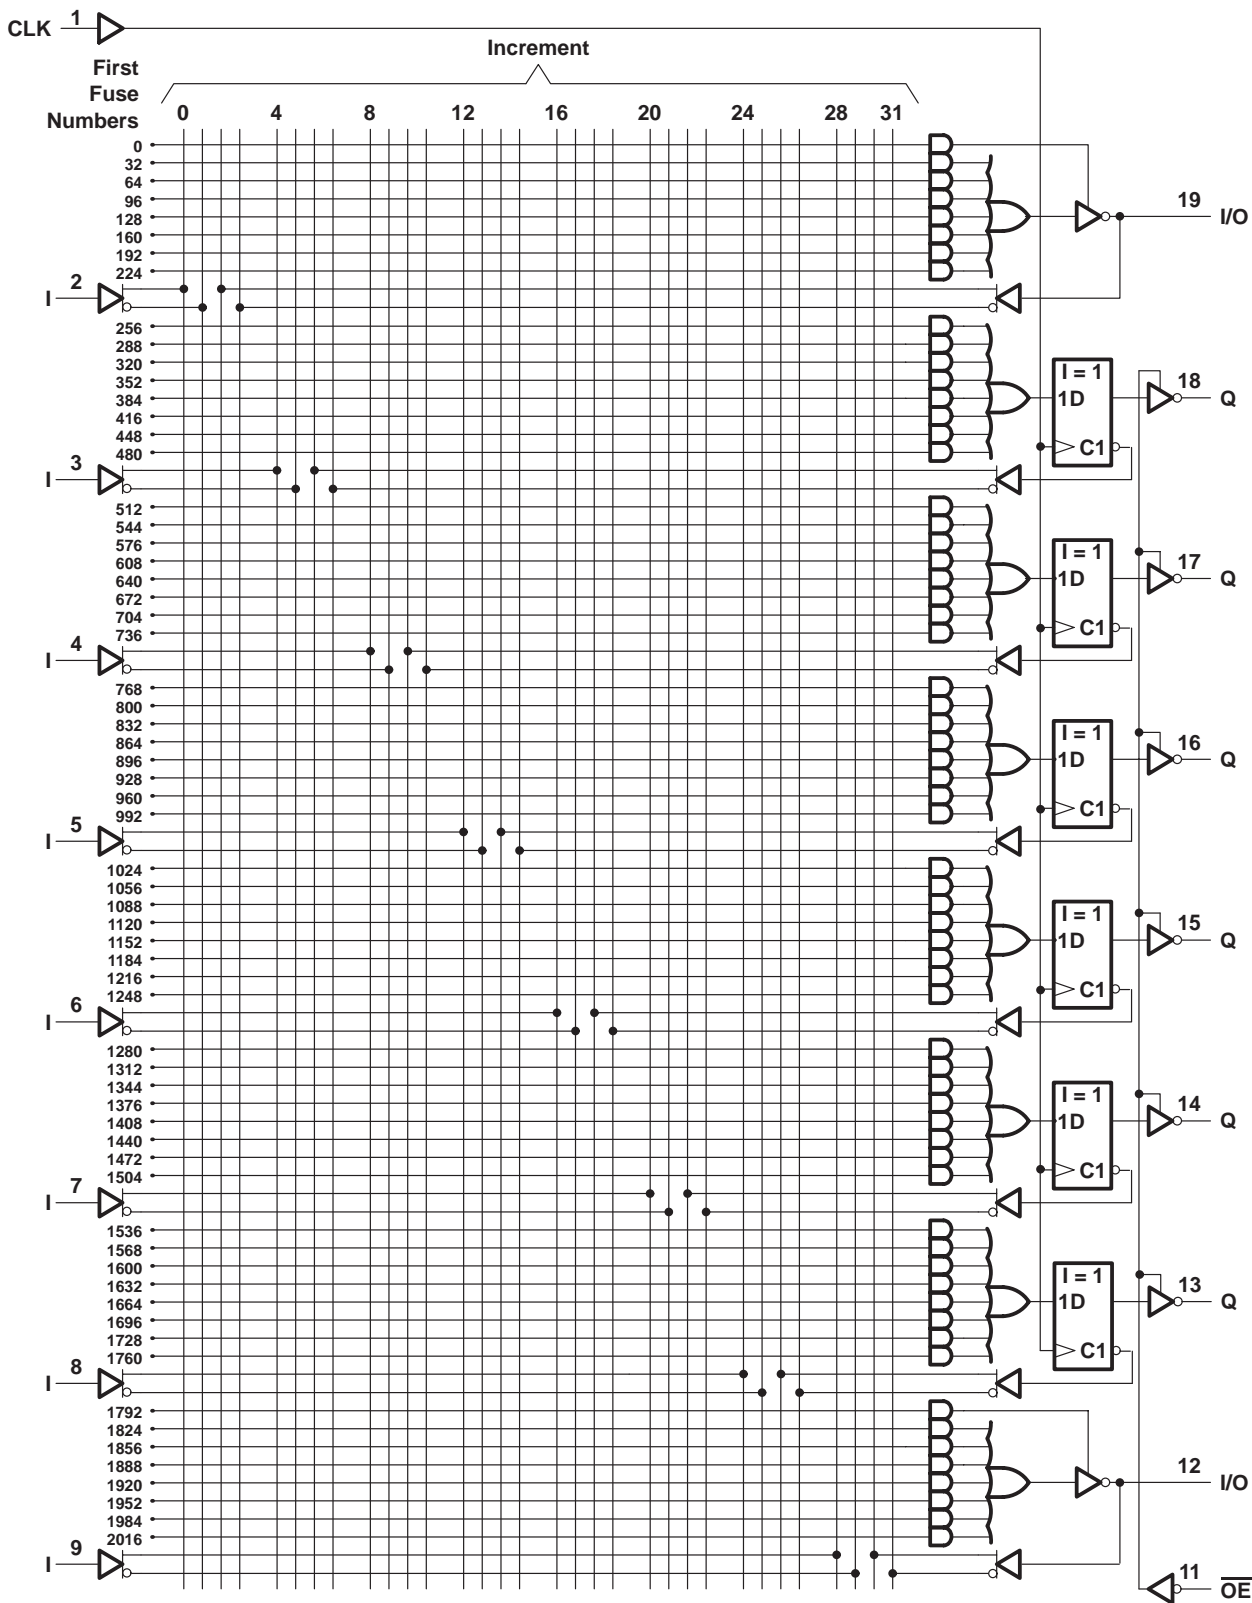 CLK 1
Increment
First
Fuse
Numbers
0 4 8 12 16 20 24 28 31
0
32
64
96
128
160
192
224
19 I/O
I 2
256
288
320
352
384
416
448
480
I = 1
1D
C1
18 Q
I 3
512
544
576
608
640
672
704
736
I = 1
1D
C1
17 Q
I 4
768
800
832
864
896
928
960
992
I = 1
1D
C1
16 Q
I 5
1024
1056
1088
1120
1152
1184
1216
1248
I = 1
1D
C1
15 Q
I 6
1280
1312
1344
1376
1408
1440
1472
1504
I = 1
1D
C1
14 Q
I 7
1536
1568
1600
1632
1664
1696
1728
1760
I = 1
1D
C1
13 Q
I 8
1792
1824
1856
1888
1920
1952
1984
2016
12 I/O
I 9
11 OE